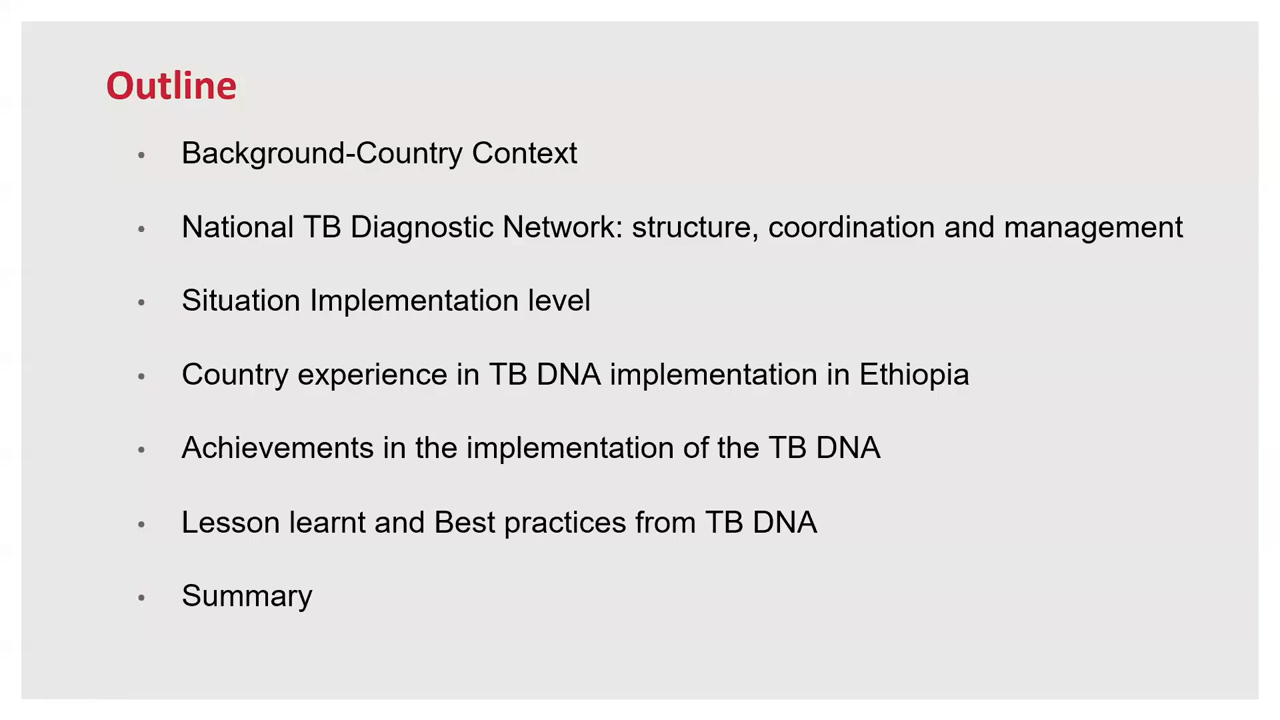 Outline
• Background-Country Context
• National TB Diagnostic Network: structure, coordination and management
• Situation Implementation level
• Country experience in TB DNA implementation in Ethiopia
• Achievements in the implementation of the TB DNA
• Lesson learnt and Best practices from TB DNA
• Summary